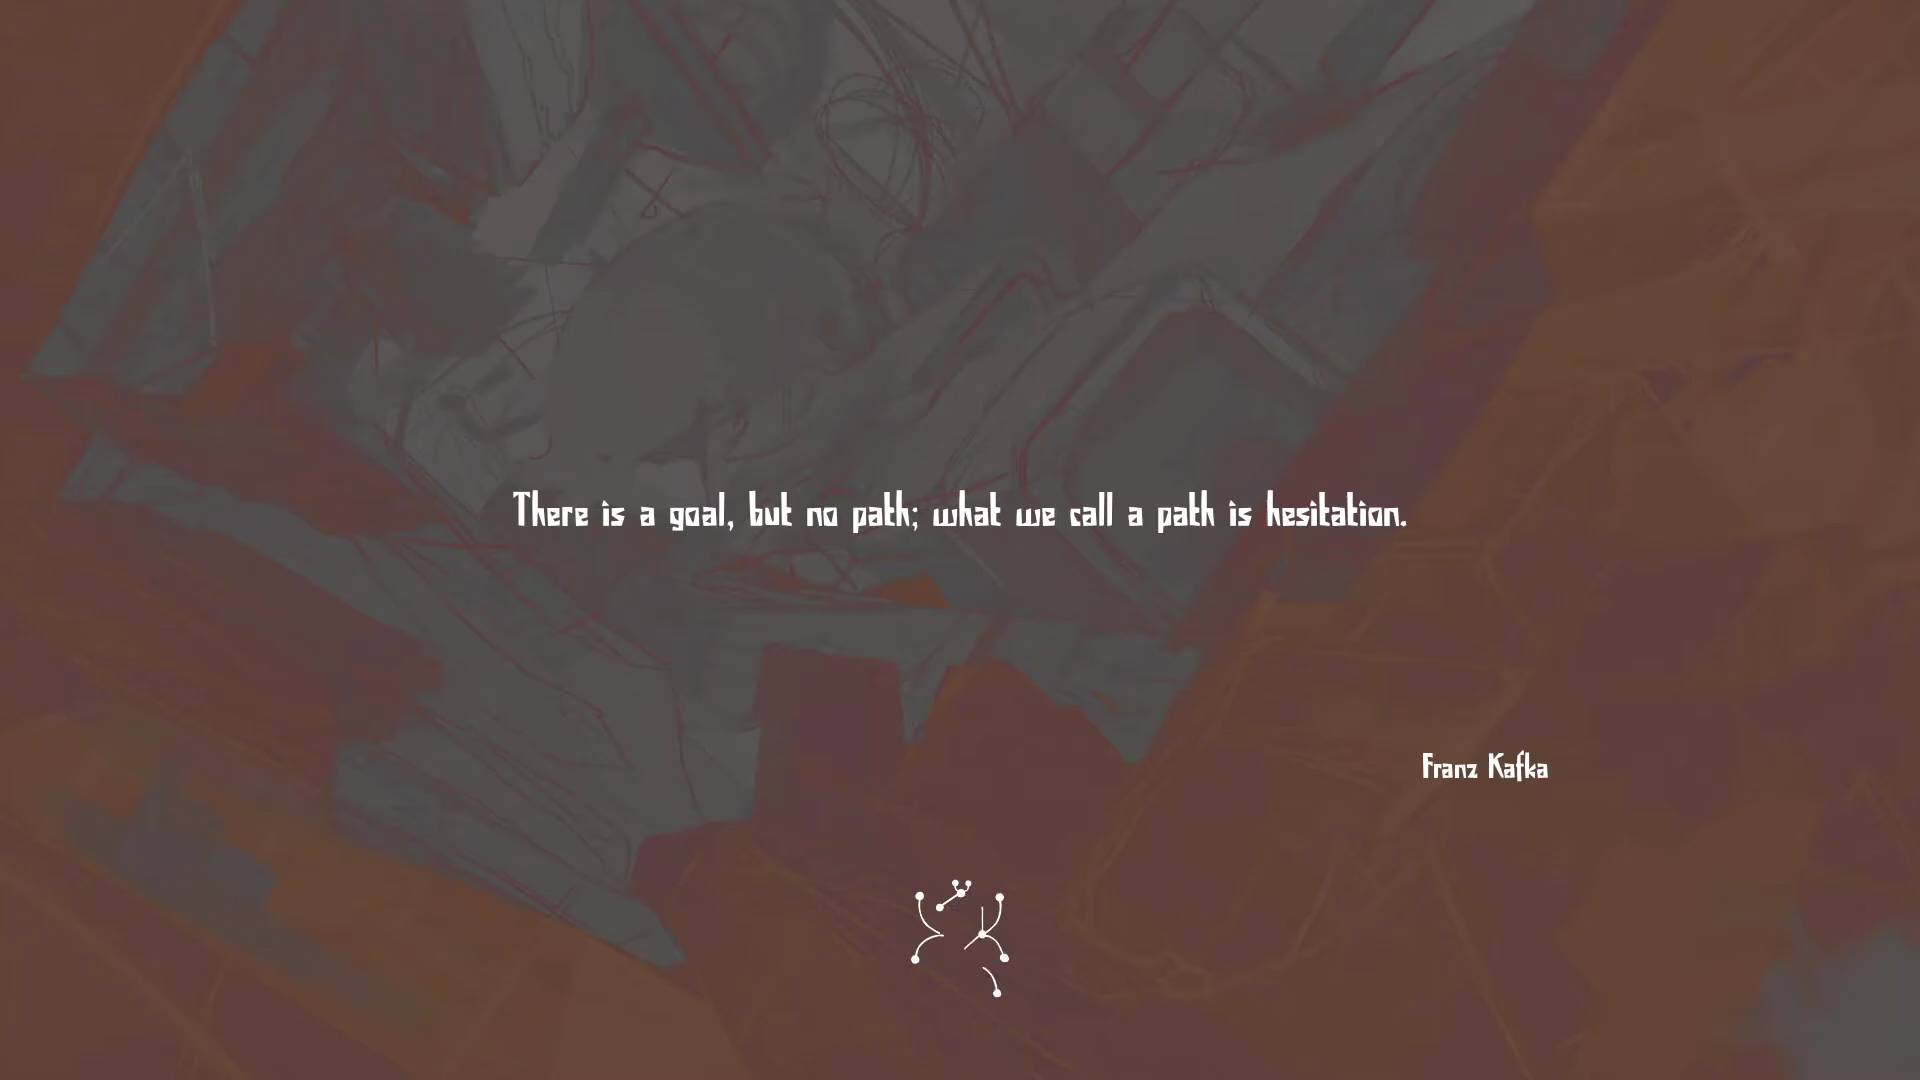 There is a goal, but no path; what we call a path is hesitation.
Franz Kafka